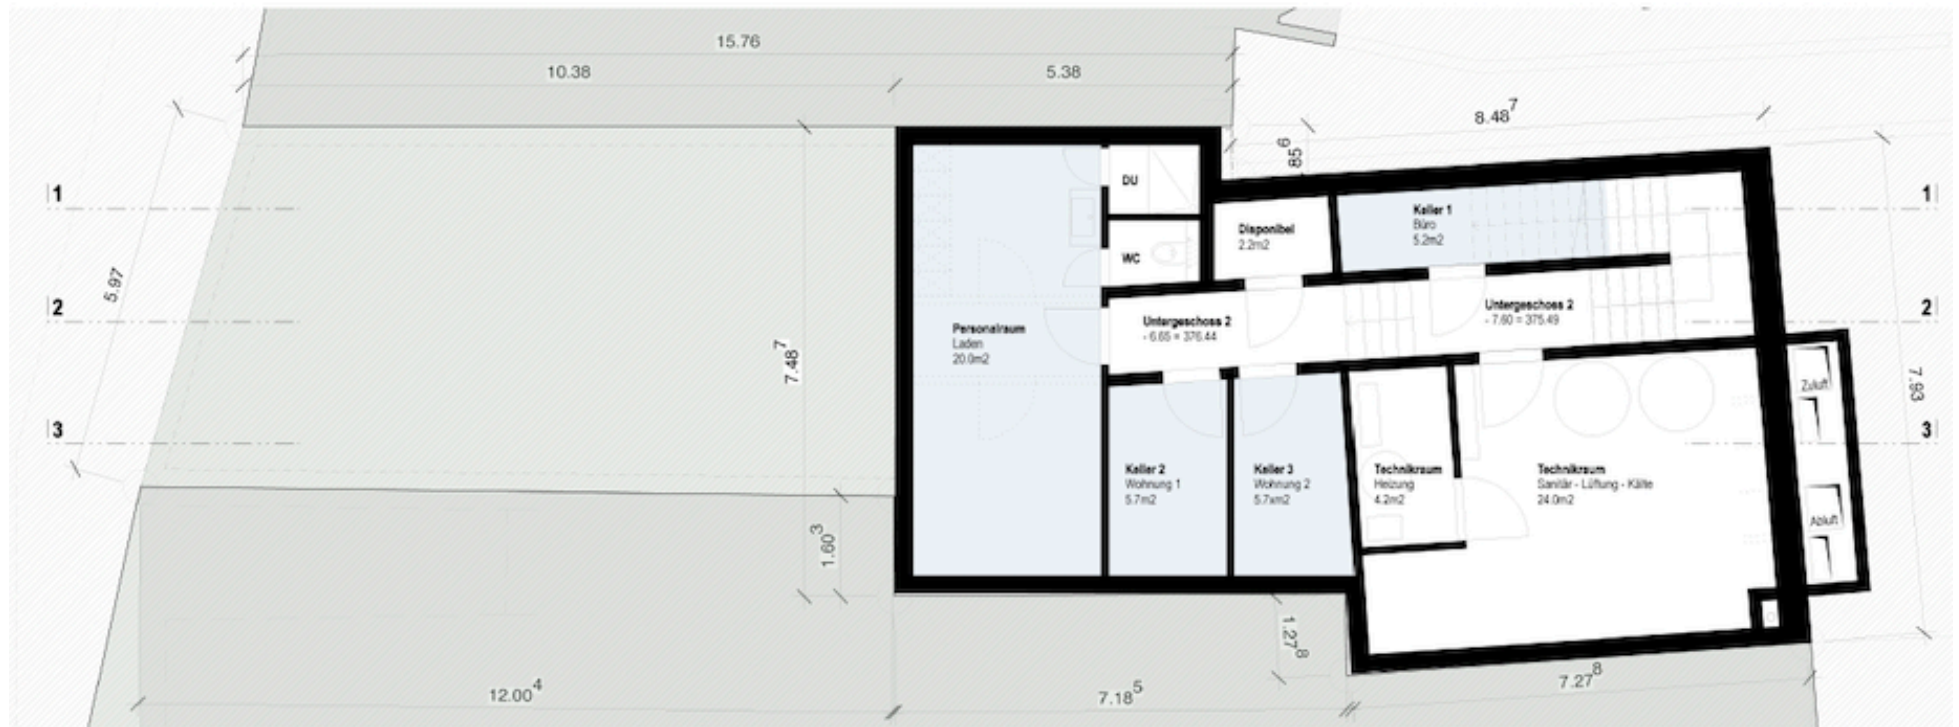 15.76
10.38
5.38
8.48⁷
.85⁶
1
1
DU
Keller 1
Büro
5.2m2
Disponibel
2.2m2
WC
5.97
2
2
Untergeschoss 2
- 7.60 = 375.49
Untergeschoss 2
- 6.65 = 376.44
Personalraum
Laden
20.0m2
7.48⁷
7.93
Zuluft
3
3
Keller 2
Wohnung 1
5.7m2
Keller 3
Wohnung 2
5.7xm2
Technikraum
Heizung
4.2m2
Technikraum
Sanitär - Lüftung - Kälte
24.0m2
Abluft
1.60³
1.27⁸
7.27⁸
12.00⁴
7.18⁵